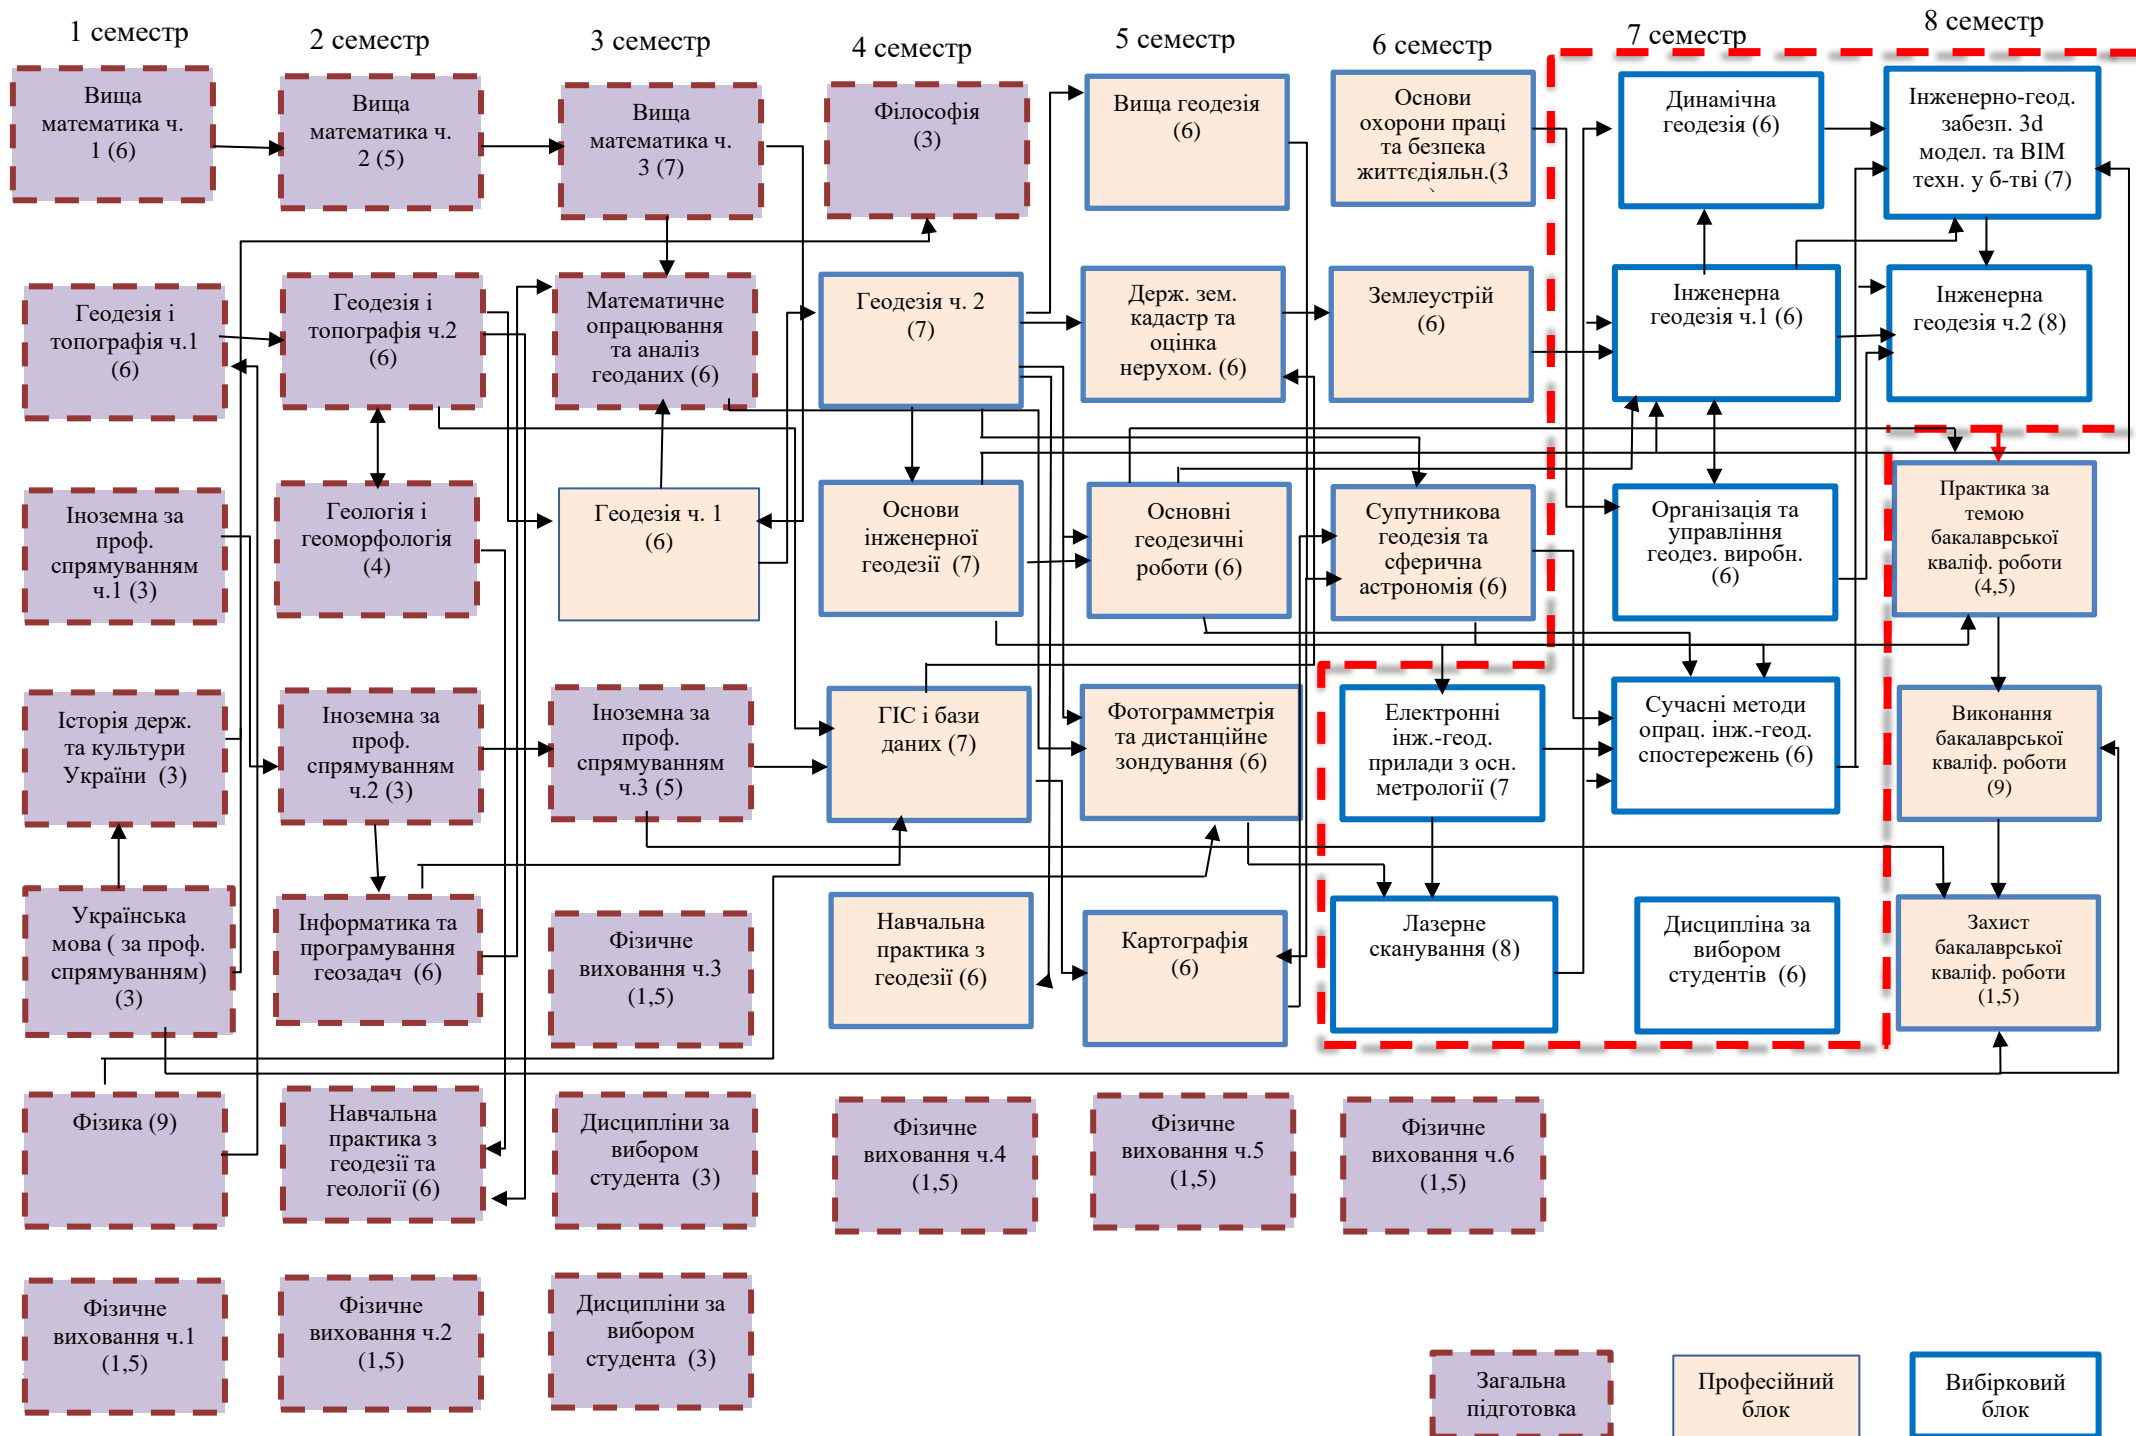 1 семестр
2 семестр
3 семестр
4 семестр
5 семестр
6 семестр
7 семестр
8 семестр
Вища
математика ч.
1 (6)
Вища
математика ч.
2 (5)
Вища
математика ч.
3 (7)
Філософія
(3)
Вища геодезія
(6)
Основи
охорони праці
та безпека
життєдіяльн.(3
)
Динамічна
геодезія (6)
Інженерно-геод.
забезп. 3d
модел. та BIM
техн. у б-тві (7)
Геодезія і
топографія ч.1
(6)
Геодезія і
топографія ч.2
(6)
Математичне
опрацювання
та аналіз
геоданих (6)
Геодезія ч. 2
(7)
Держ. зем.
кадастр та
оцінка
нерухом. (6)
Землеустрій
(6)
Інженерна
геодезія ч.1 (6)
Інженерна
геодезія ч.2 (8)
Іноземна за
проф.
спрямуванням
ч.1 (3)
Геологія і
геоморфологія
(4)
Геодезія ч. 1
(6)
Основи
інженерної
геодезії (7)
Основні
геодезичні
роботи (6)
Супутникова
геодезія та
сферична
астрономія (6)
Організація та
управління
геодез. виробн.
(6)
Практика за
темою
бакалаврської
кваліф. роботи
(4,5)
Історія держ.
та культури
України (3)
Іноземна за
проф.
спрямуванням
ч.2 (3)
Іноземна за
проф.
спрямуванням
ч.3 (5)
ГІС і бази
даних (7)
Фотограмметрія
та дистанційне
зондування (6)
Електронні
інж.-геод.
прилади з осн.
метрології (7
Сучасні методи
опрац. інж.-геод.
спостережень (6)
Виконання
бакалаврської
кваліф. роботи
(9)
Українська
мова ( за проф.
спрямуванням)
(3)
Інформатика та
програмування
геозадач (6)
Фізичне
виховання ч.3
(1,5)
Навчальна
практика з
геодезії (6)
Картографія
(6)
Лазерне
сканування (8)
Дисципліна за
вибором
студентів (6)
Захист
бакалаврської
кваліф. роботи
(1,5)
Фізика (9)
Навчальна
практика з
геодезії та
геології (6)
Дисципліни за
вибором
студента (3)
Фізичне
виховання ч.4
(1,5)
Фізичне
виховання ч.5
(1,5)
Фізичне
виховання ч.6
(1,5)
Фізичне
виховання ч.1
(1,5)
Фізичне
виховання ч.2
(1,5)
Дисципліни за
вибором
студента (3)
Загальна
підготовка
Професійний
блок
Вибірковий
блок